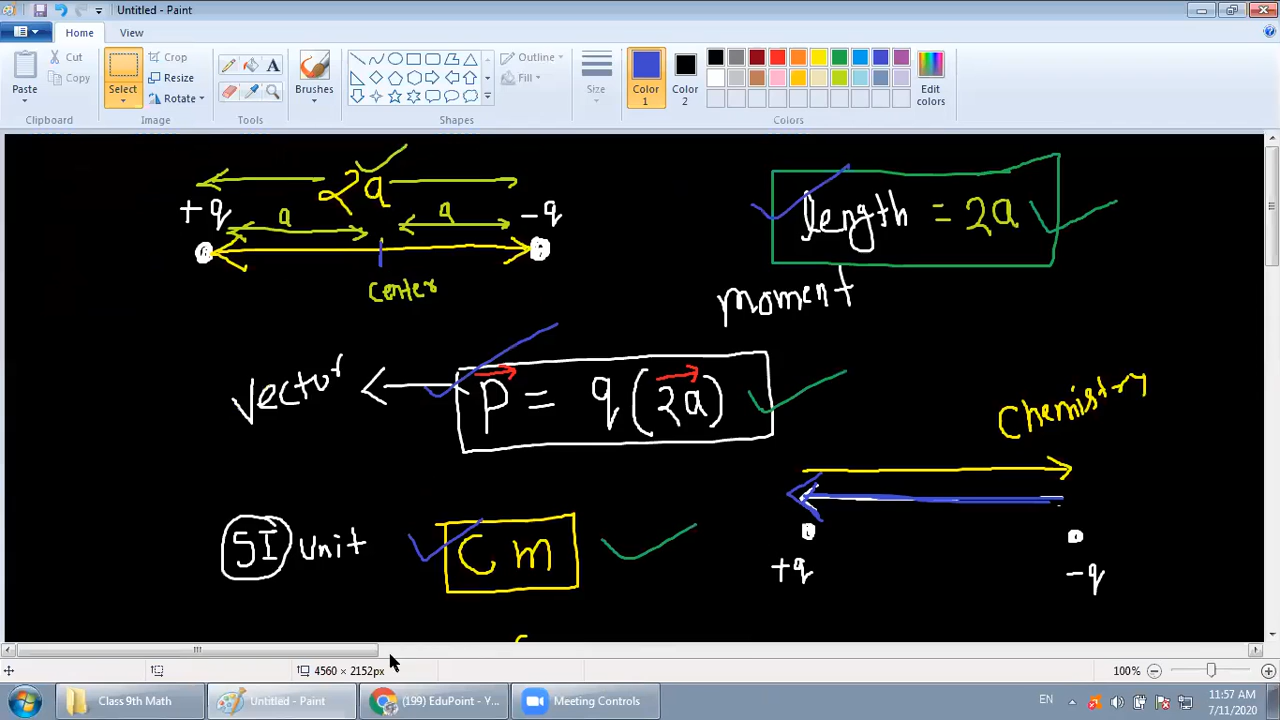 Untitled - Paint
Home
View
Paste
Cut
Copy
Clipboard
Select
Crop
Resize
Rotate
Image
A
Tools
Brushes
Outline
Fill
Shapes
Size
Color 1
Color 2
Edit colors
Colors
2a
+q
a
a
-q
center
length = 2a
moment
vector
p = q(2a)
Chemistry
SI unit
C m
+q
-q
4560 × 2152px
100%
Class 9th Math
Untitled - Paint
(199) EduPoint - Y...
Meeting Controls
EN
11:57 AM
7/11/2020